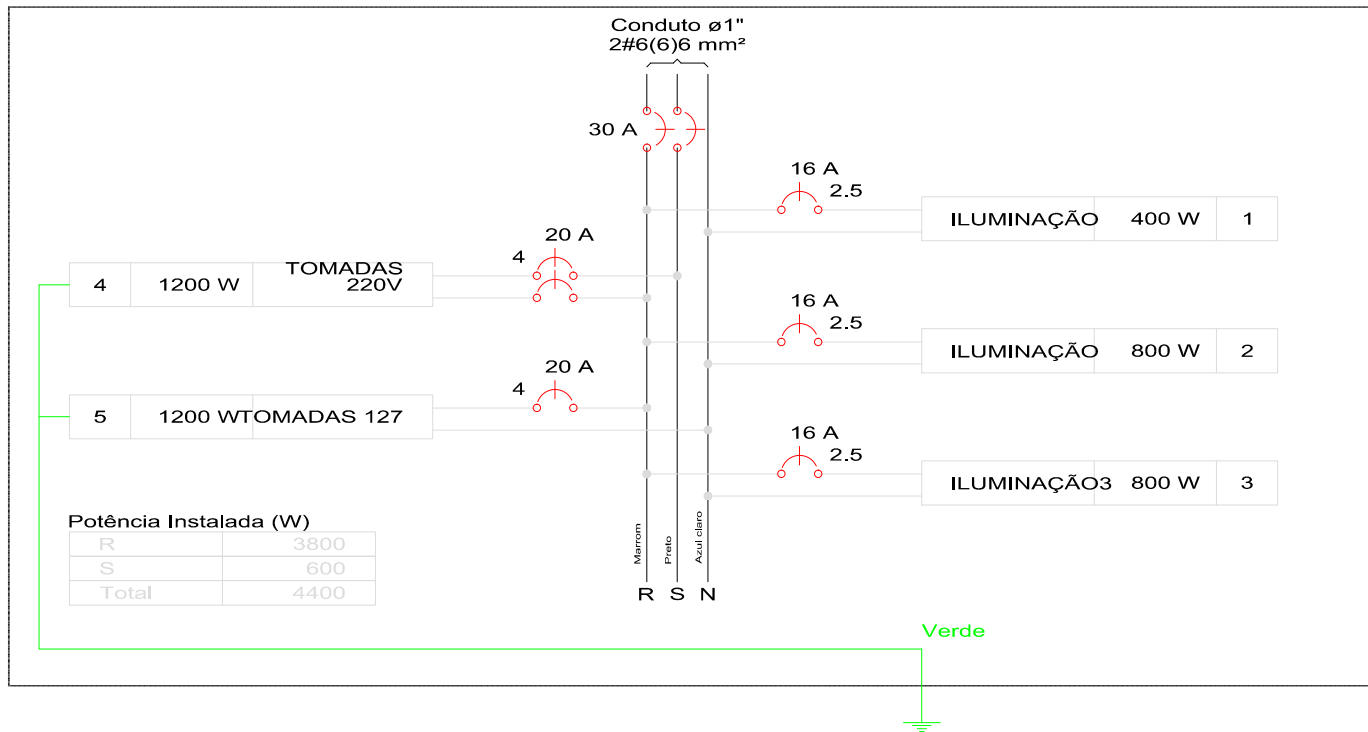 Conduto ø1"
2#6(6)6 mm²
30 A
16 A
2.5
ILUMINAÇÃO 400 W 1
20 A
4
4 1200 W TOMADAS 220V
16 A
2.5
ILUMINAÇÃO 800 W 2
20 A
4
5 1200 WTOMADAS 127
16 A
2.5
ILUMINAÇÃO3 800 W 3
Potência Instalada (W)
R 3800
S 600
Total 4400
Marrom
Preto
Azul claro
R S N
Verde